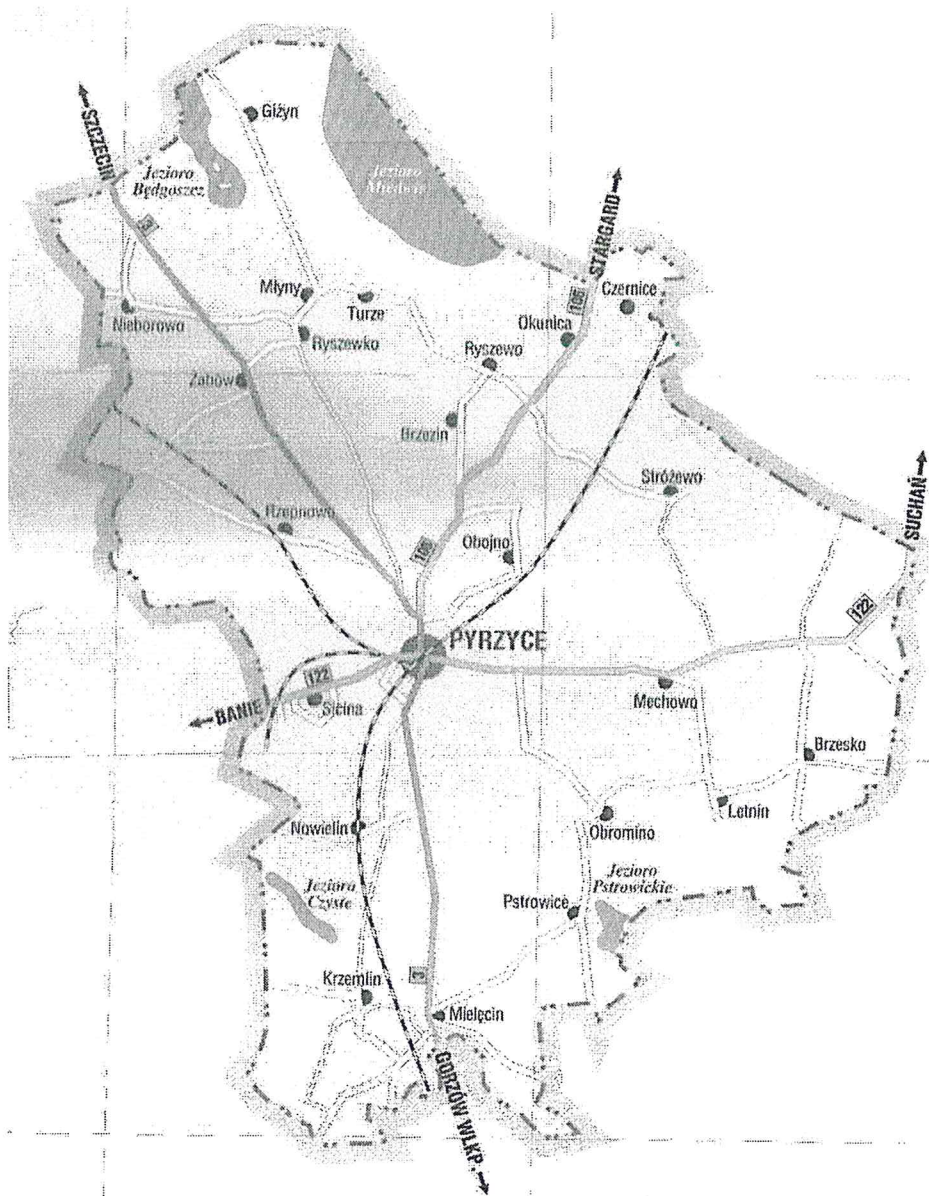 Giżyn
SZCZECIN
Jezioro
Będgoszcz
Jezioro
Miedwie
STARGARD
3
Młyny
Turze
Czernice
106
Okunica
Nieborowo
Ryszewko
Ryszewo
Żabów
Brzezin
Stróżewo
SUCHAŃ
Rzepnowo
106
Obojno
122
PYRZYCE
122
BANIE
Sicina
Mechowo
Brzesko
Letnin
Nowielin
Obromino
Jezioro
Czyste
Jezioro
Pstrowickie
Pstrowice
3
Krzemlin
Mielęcin
GORZÓW WLKP.